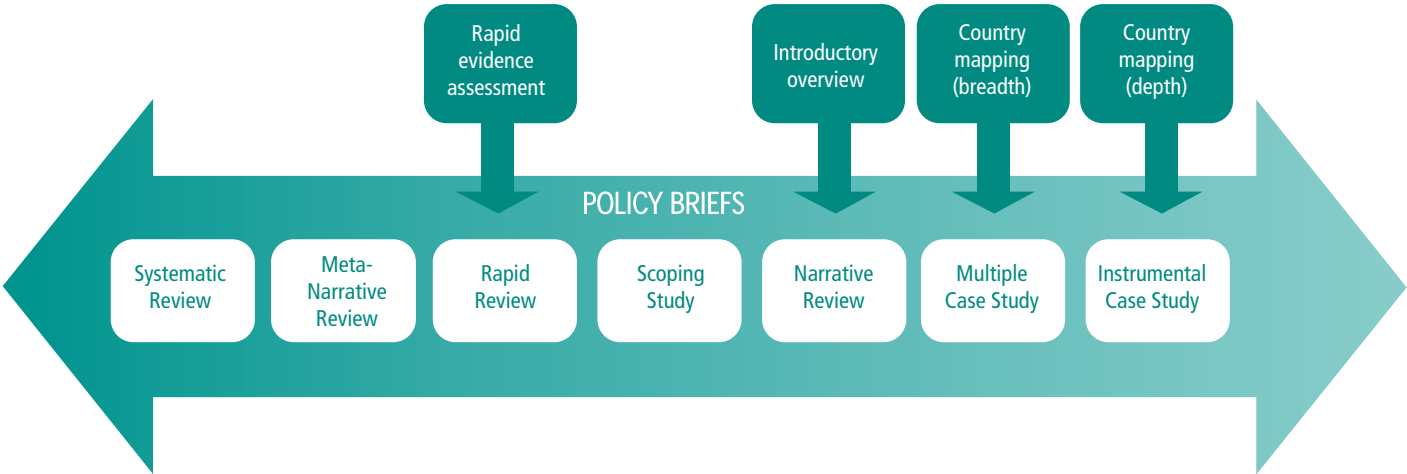 Rapid
evidence
assessment
Introductory
overview
Country
mapping
(breadth)
Country
mapping
(depth)
POLICY BRIEFS
Systematic
Review
Meta-
Narrative
Review
Rapid
Review
Scoping
Study
Narrative
Review
Multiple
Case Study
Instrumental
Case Study